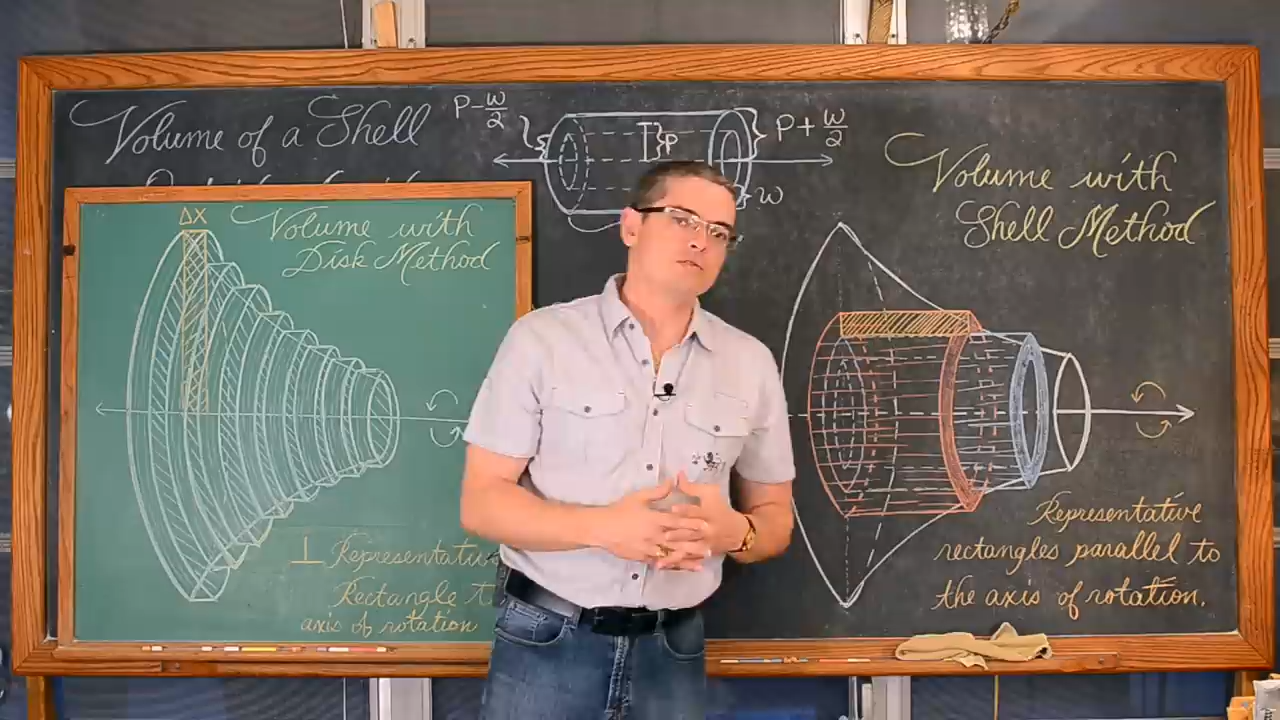 Volume of a Shell
P-w/2
P
P+w/2
w
Δx
Volume with
Disk Method
⊥ Representative
Rectangle t
axis of rotation
Volume with
Shell Method
Representative
rectangles parallel to
the axis of rotation.